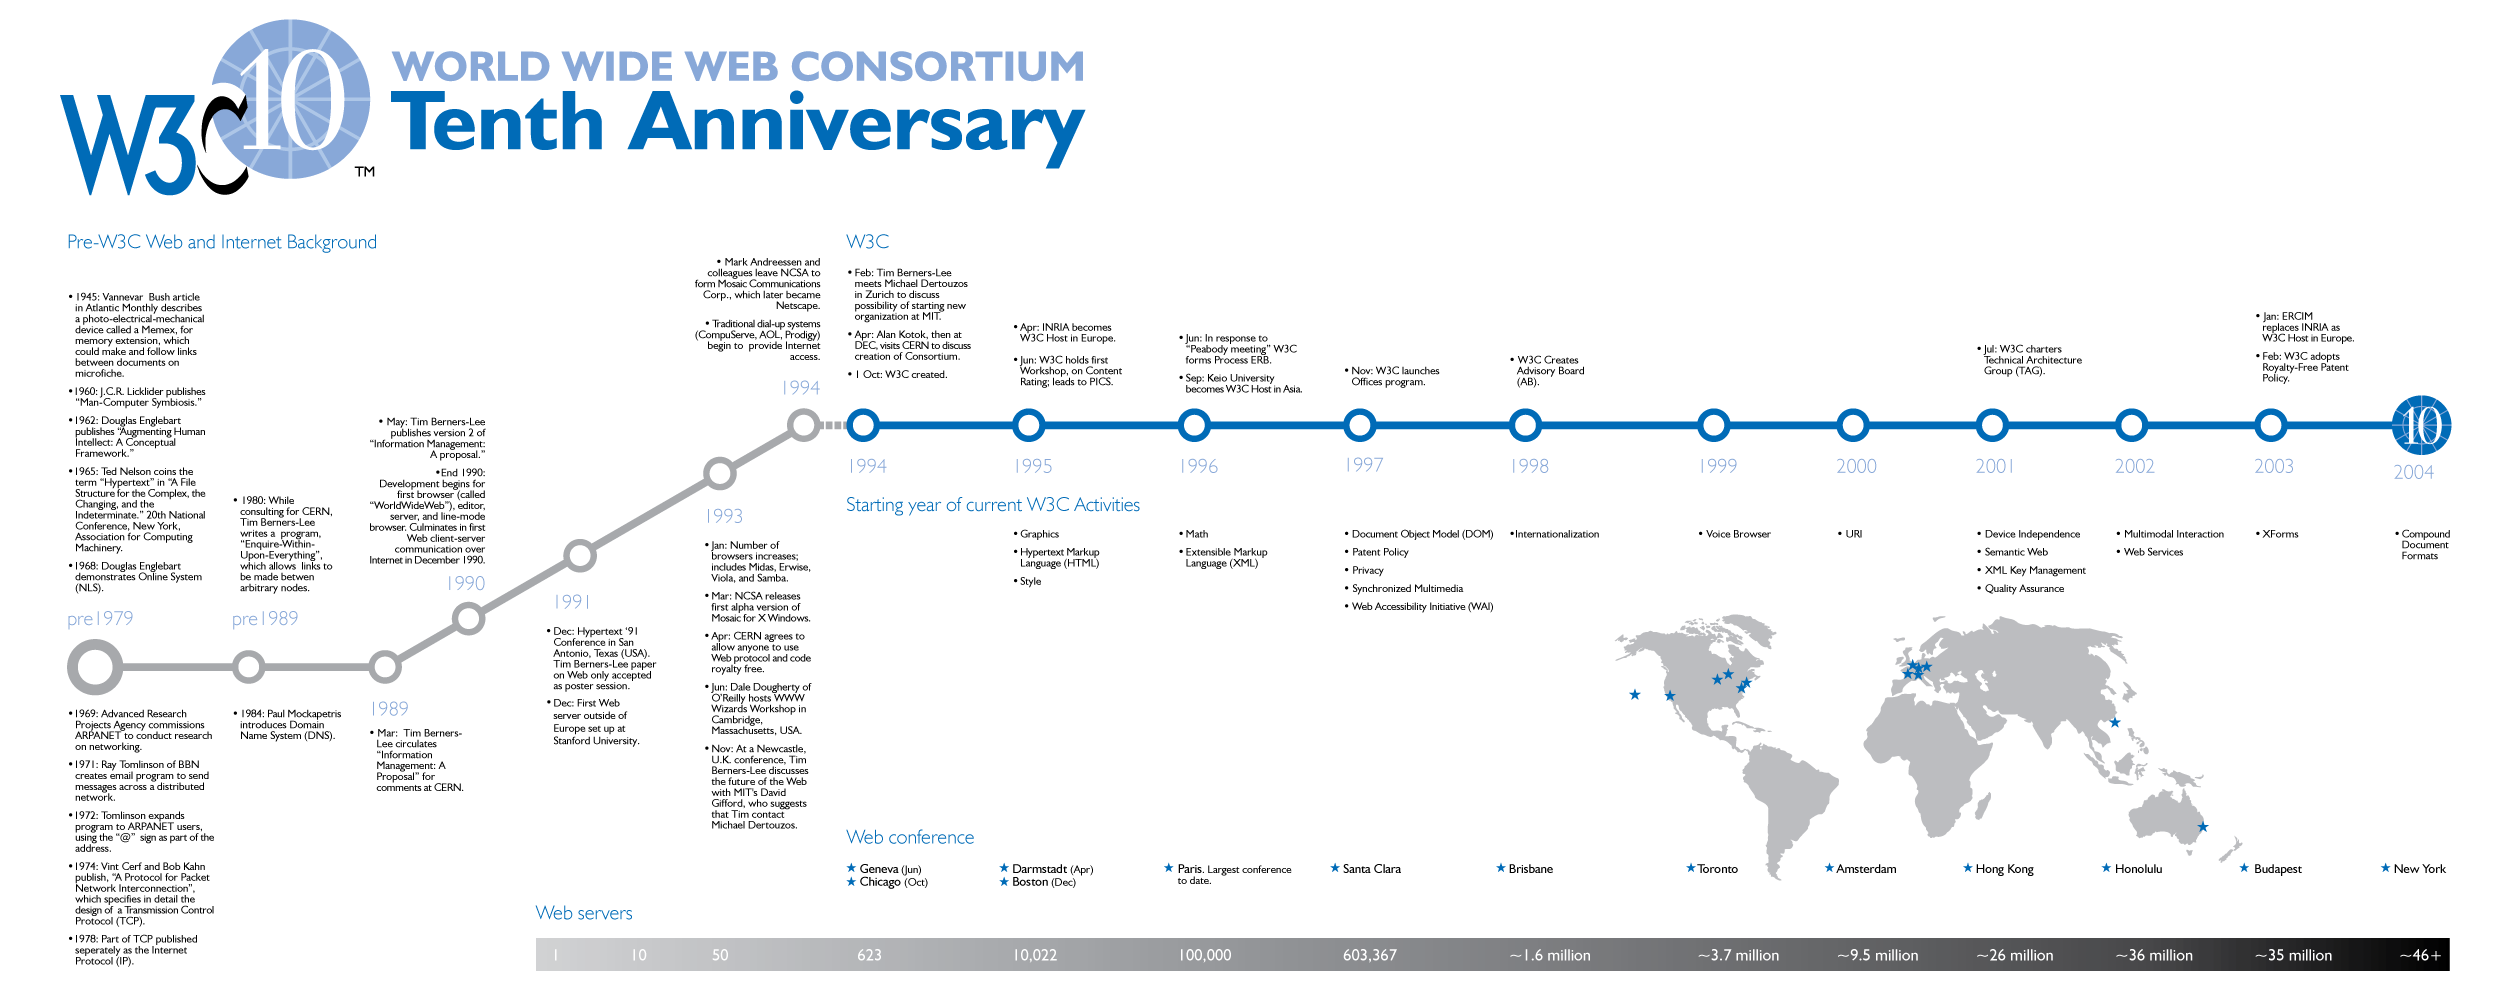 W3C 10 ™
WORLD WIDE WEB CONSORTIUM
Tenth Anniversary
Pre-W3C Web and Internet Background
• 1945: Vannevar Bush article
in Atlantic Monthly describes
a photo-electrical-mechanical
device called a Memex, for
memory extension, which
could make and follow links
between documents on
microfiche.
• 1960: J.C.R. Licklider publishes
"Man-Computer Symbiosis."
• 1962: Douglas Englebart
publishes "Augmenting Human
Intellect: A Conceptual
Framework."
• 1965: Ted Nelson coins the
term "Hypertext" in "A File
Structure for the Complex, the
Changing, and the
Indeterminate." 20th National
Conference, New York,
Association for Computing
Machinery.
• 1968: Douglas Englebart
demonstrates Online System
(NLS).
pre1979
• 1969: Advanced Research
Projects Agency commissions
ARPANET to conduct research
on networking.
• 1971: Ray Tomlinson of BBN
creates email program to send
messages across a distributed
network.
• 1972: Tomlinson expands
program to ARPANET users,
using the "@" sign as part of the
address.
• 1974: Vint Cerf and Bob Kahn
publish, "A Protocol for Packet
Network Interconnection",
which specifies in detail the
design of a Transmission Control
Protocol (TCP).
• 1978: Part of TCP published
seperately as the Internet
Protocol (IP).
• 1980: While
consulting for CERN,
Tim Berners-Lee
writes a program,
"Enquire-Within-
Upon-Everything",
which allows links to
be made betwen
arbitrary nodes.
pre1989
• 1984: Paul Mockapetris
introduces Domain
Name System (DNS).
1989
• Mar: Tim Berners-
Lee circulates
"Information
Management: A
Proposal" for
comments at CERN.
• May: Tim Berners-Lee
publishes version 2 of
"Information Management:
A proposal."
• End 1990:
Development begins for
first browser (called
"WorldWideWeb"), editor,
server, and line-mode
browser. Culminates in first
Web client-server
communication over
Internet in December 1990.
1990
1991
• Dec: Hypertext '91
Conference in San
Antonio, Texas (USA).
Tim Berners-Lee paper
on Web only accepted
as poster session.
• Dec: First Web
server outside of
Europe set up at
Stanford University.
1993
• Jan: Number of
browsers increases;
includes Midas, Erwise,
Viola, and Samba.
• Mar: NCSA releases
first alpha version of
Mosaic for X Windows.
• Apr: CERN agrees to
allow anyone to use
Web protocol and code
royalty free.
• Jun: Dale Dougherty of
O'Reilly hosts WWW
Wizards Workshop in
Cambridge,
Massachusetts, USA.
• Nov: At a Newcastle,
U.K. conference, Tim
Berners-Lee discusses
the future of the Web
with MIT's David
Gifford, who suggests
that Tim contact
Michael Dertouzos.
• Mark Andreessen and
colleagues leave NCSA to
form Mosaic Communications
Corp., which later became
Netscape.
• Traditional dial-up systems
(CompuServe, AOL, Prodigy)
begin to provide Internet
access.
1994
W3C
• Feb: Tim Berners-Lee
meets Michael Dertouzos
in Zurich to discuss
possibility of starting new
organization at MIT.
• Apr: Alan Kotok, then at
DEC, visits CERN to discuss
creation of Consortium.
• 1 Oct: W3C created.
1994
• Apr: INRIA becomes
W3C Host in Europe.
• Jun: W3C holds first
Workshop, on Content
Rating; leads to PICS.
1995
• Jun: In response to
"Peabody meeting" W3C
forms Process ERB.
• Sep: Keio University
becomes W3C Host in Asia.
1996
• Nov: W3C launches
Offices program.
1997
• W3C Creates
Advisory Board
(AB).
1998
1999
2000
• Jul: W3C charters
Technical Architecture
Group (TAG).
2001
2002
• Jan: ERCIM
replaces INRIA as
W3C Host in Europe.
• Feb: W3C adopts
Royalty-Free Patent
Policy.
2003
10
2004
Starting year of current W3C Activities
• Graphics
• Hypertext Markup
Language (HTML)
• Style
• Math
• Extensible Markup
Language (XML)
• Document Object Model (DOM)
• Patent Policy
• Privacy
• Synchronized Multimedia
• Web Accessibility Initiative (WAI)
• Internationalization
• Voice Browser
• URI
• Device Independence
• Semantic Web
• XML Key Management
• Quality Assurance
• Multimodal Interaction
• Web Services
• XForms
• Compound
Document
Formats
Web conference
Geneva (Jun)
Chicago (Oct)
Darmstadt (Apr)
Boston (Dec)
Paris. Largest conference
to date.
Santa Clara
Brisbane
Toronto
Amsterdam
Hong Kong
Honolulu
Budapest
New York
Web servers
1 10 50 623 10,022 100,000 603,367 ~1.6 million ~3.7 million ~9.5 million ~26 million ~36 million ~35 million ~46+